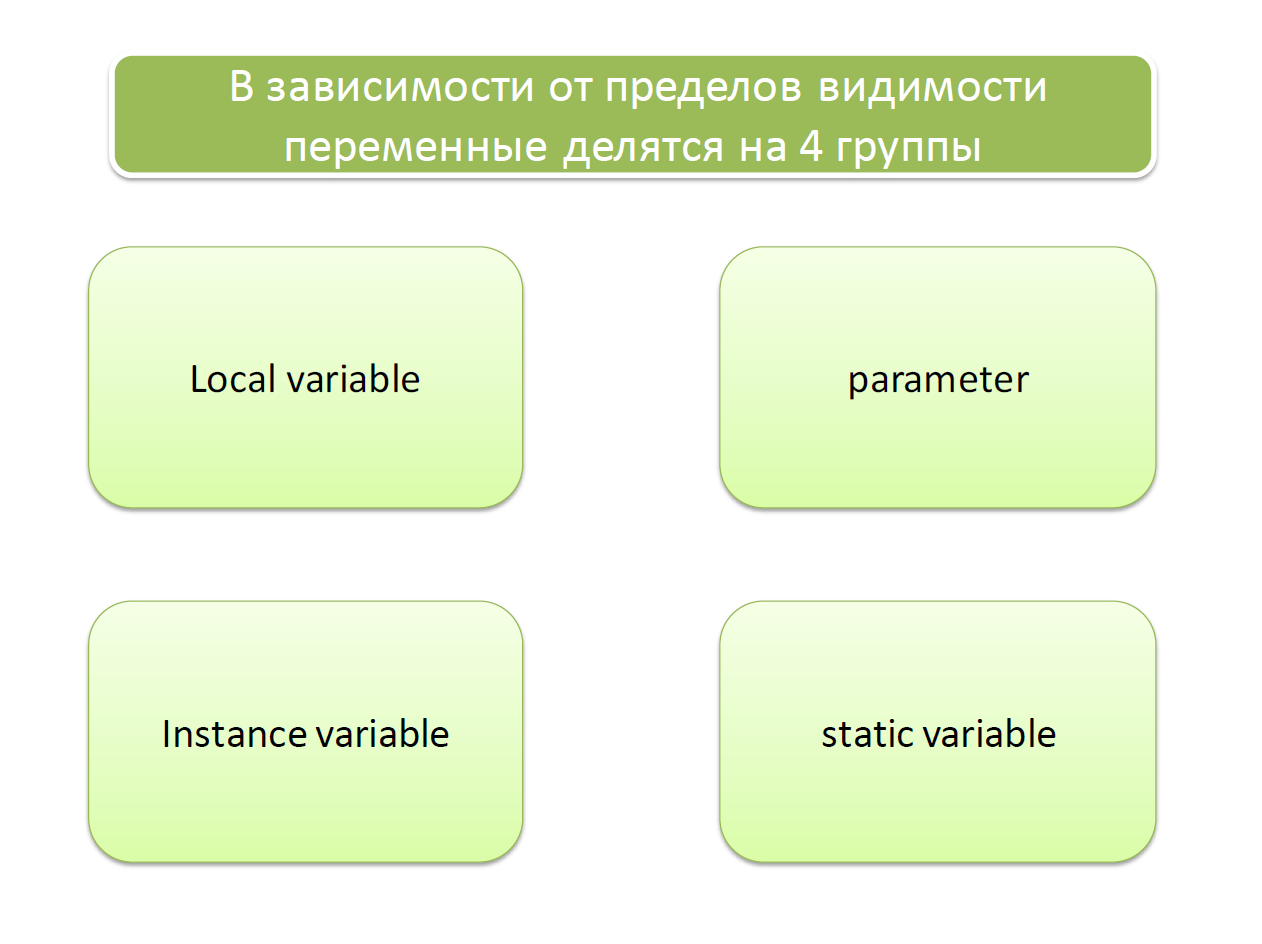 В зависимости от пределов видимости
переменные делятся на 4 группы
Local variable
parameter
Instance variable
static variable